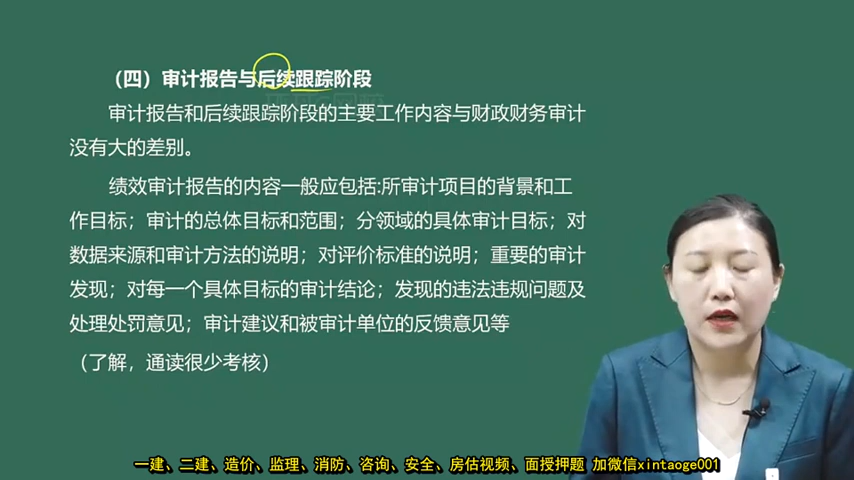 （四）审计报告与后续跟踪阶段
审计报告和后续跟踪阶段的主要工作内容与财政财务审计
没有大的差别。
绩效审计报告的内容一般应包括:所审计项目的背景和工
作目标；审计的总体目标和范围；分领域的具体审计目标；对
数据来源和审计方法的说明；对评价标准的说明；重要的审计
发现；对每一个具体目标的审计结论；发现的违法违规问题及
处理处罚意见；审计建议和被审计单位的反馈意见等
（了解，通读很少考核）
一建、二建、造价、监理、消防、咨询、安全、房估视频、面授押题 加微信xintaoge001